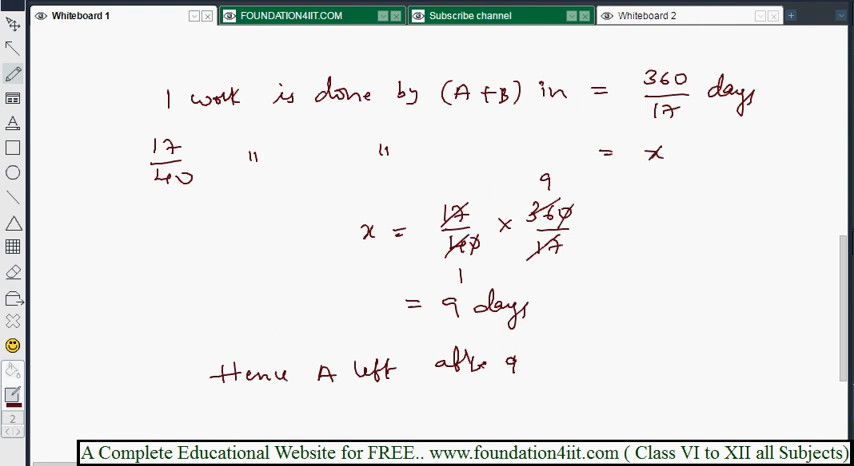 Whiteboard 1
FOUNDATION4IIT.COM
Subscribe channel
Whiteboard 2
1 work is done by (A+B) in = 360/17 days
17/40 " " = x
x = 17/40 × 360/17
9
1
= 9 days
Hence A left after 9
2
A Complete Educational Website for FREE.. www.foundation4iit.com ( Class VI to XII all Subjects)